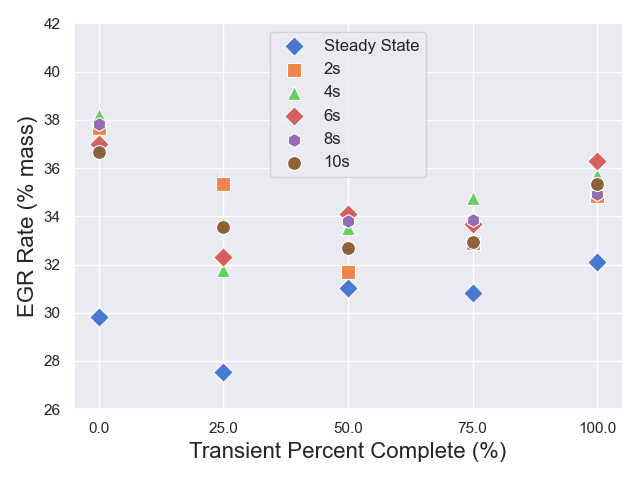 42
40
38
36
34
32
30
28
26
EGR Rate (% mass)
Steady State
2s
4s
6s
8s
10s
0.0 25.0 50.0 75.0 100.0
Transient Percent Complete (%)